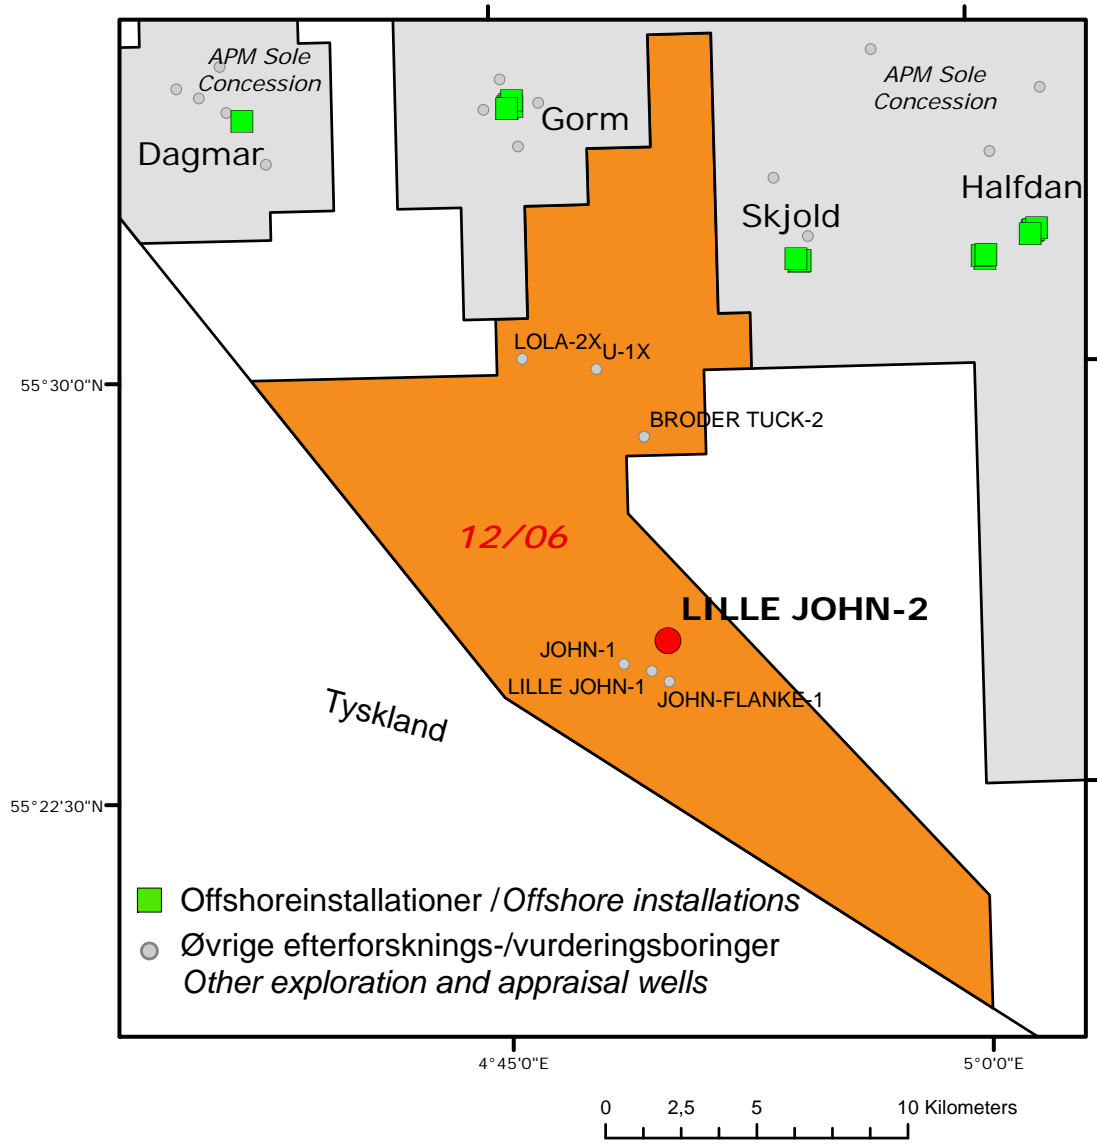 APM Sole
Concession
APM Sole
Concession
Gorm
Dagmar
Halfdan
Skjold
LOLA-2X
U-1X
55°30'0"N
BRODER TUCK-2
12/06
LILLE JOHN-2
JOHN-1
LILLE JOHN-1
JOHN-FLANKE-1
Tyskland
55°22'30"N
Offshoreinstallationer / Offshore installations
Øvrige efterforsknings-/vurderingsboringer
Other exploration and appraisal wells
4°45'0"E
5°0'0"E
0 2,5 5 10 Kilometers